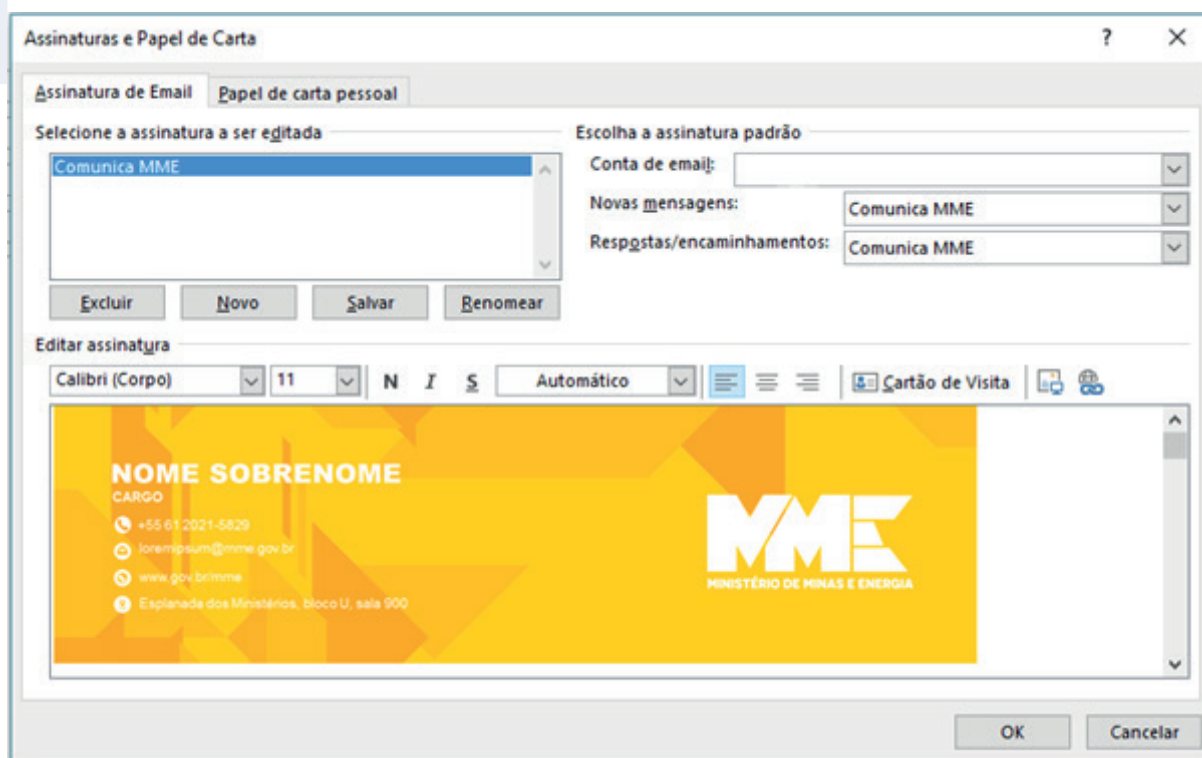 Assinaturas e Papel de Carta ? ×
Assinatura de Email Papel de carta pessoal
Selecione a assinatura a ser editada
Comunica MME
Excluir Novo Salvar Renomear
Escolha a assinatura padrão
Conta de email:
Novas mensagens: Comunica MME
Respostas/encaminhamentos: Comunica MME
Editar assinatura
Calibri (Corpo) 11 N I S Automático Cartão de Visita
NOME SOBRENOME
CARGO
+55 61 2021-5829
loremipsum@mme.gov.br
www.gov.br/mme
Esplanada dos Ministérios, bloco U, sala 900
MME
MINISTÉRIO DE MINAS E ENERGIA
OK Cancelar